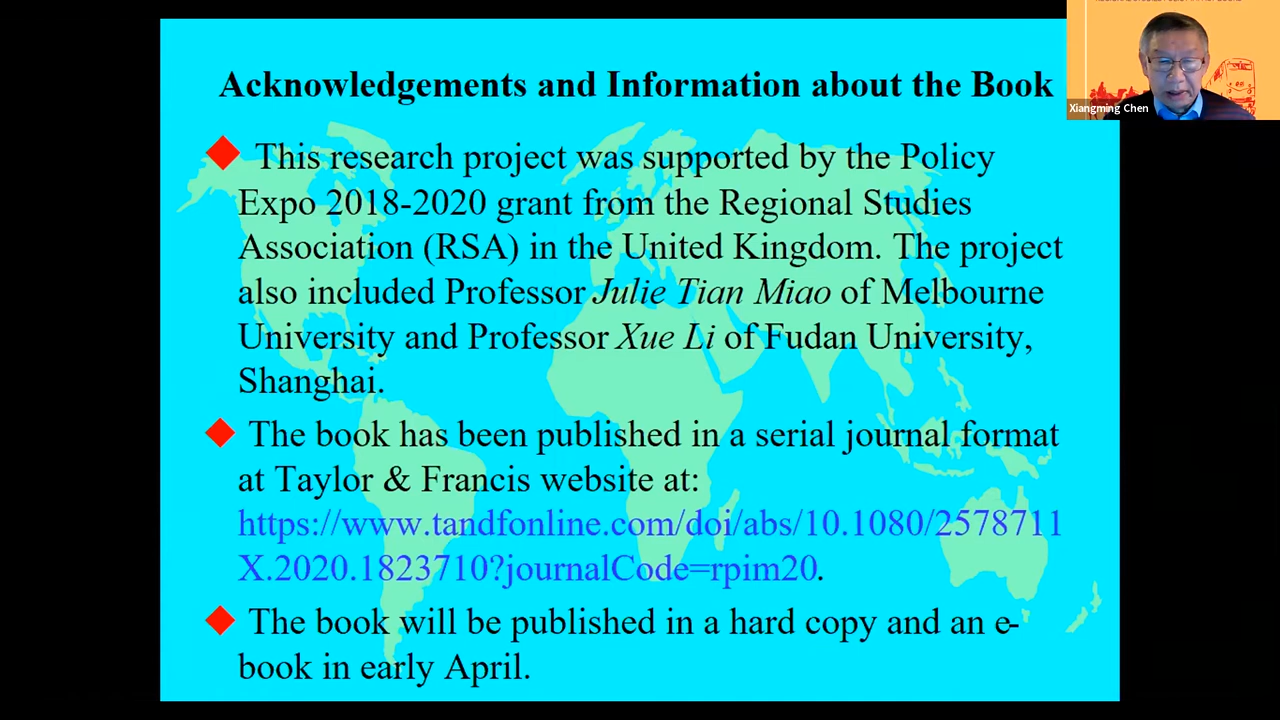 Acknowledgements and Information about the Book
This research project was supported by the Policy
Expo 2018-2020 grant from the Regional Studies
Association (RSA) in the United Kingdom. The project
also included Professor Julie Tian Miao of Melbourne
University and Professor Xue Li of Fudan University,
Shanghai.
The book has been published in a serial journal format
at Taylor & Francis website at:
https://www.tandfonline.com/doi/abs/10.1080/2578711
X.2020.1823710?journalCode=rpim20.
The book will be published in a hard copy and an e-
book in early April.
Xiangming Chen